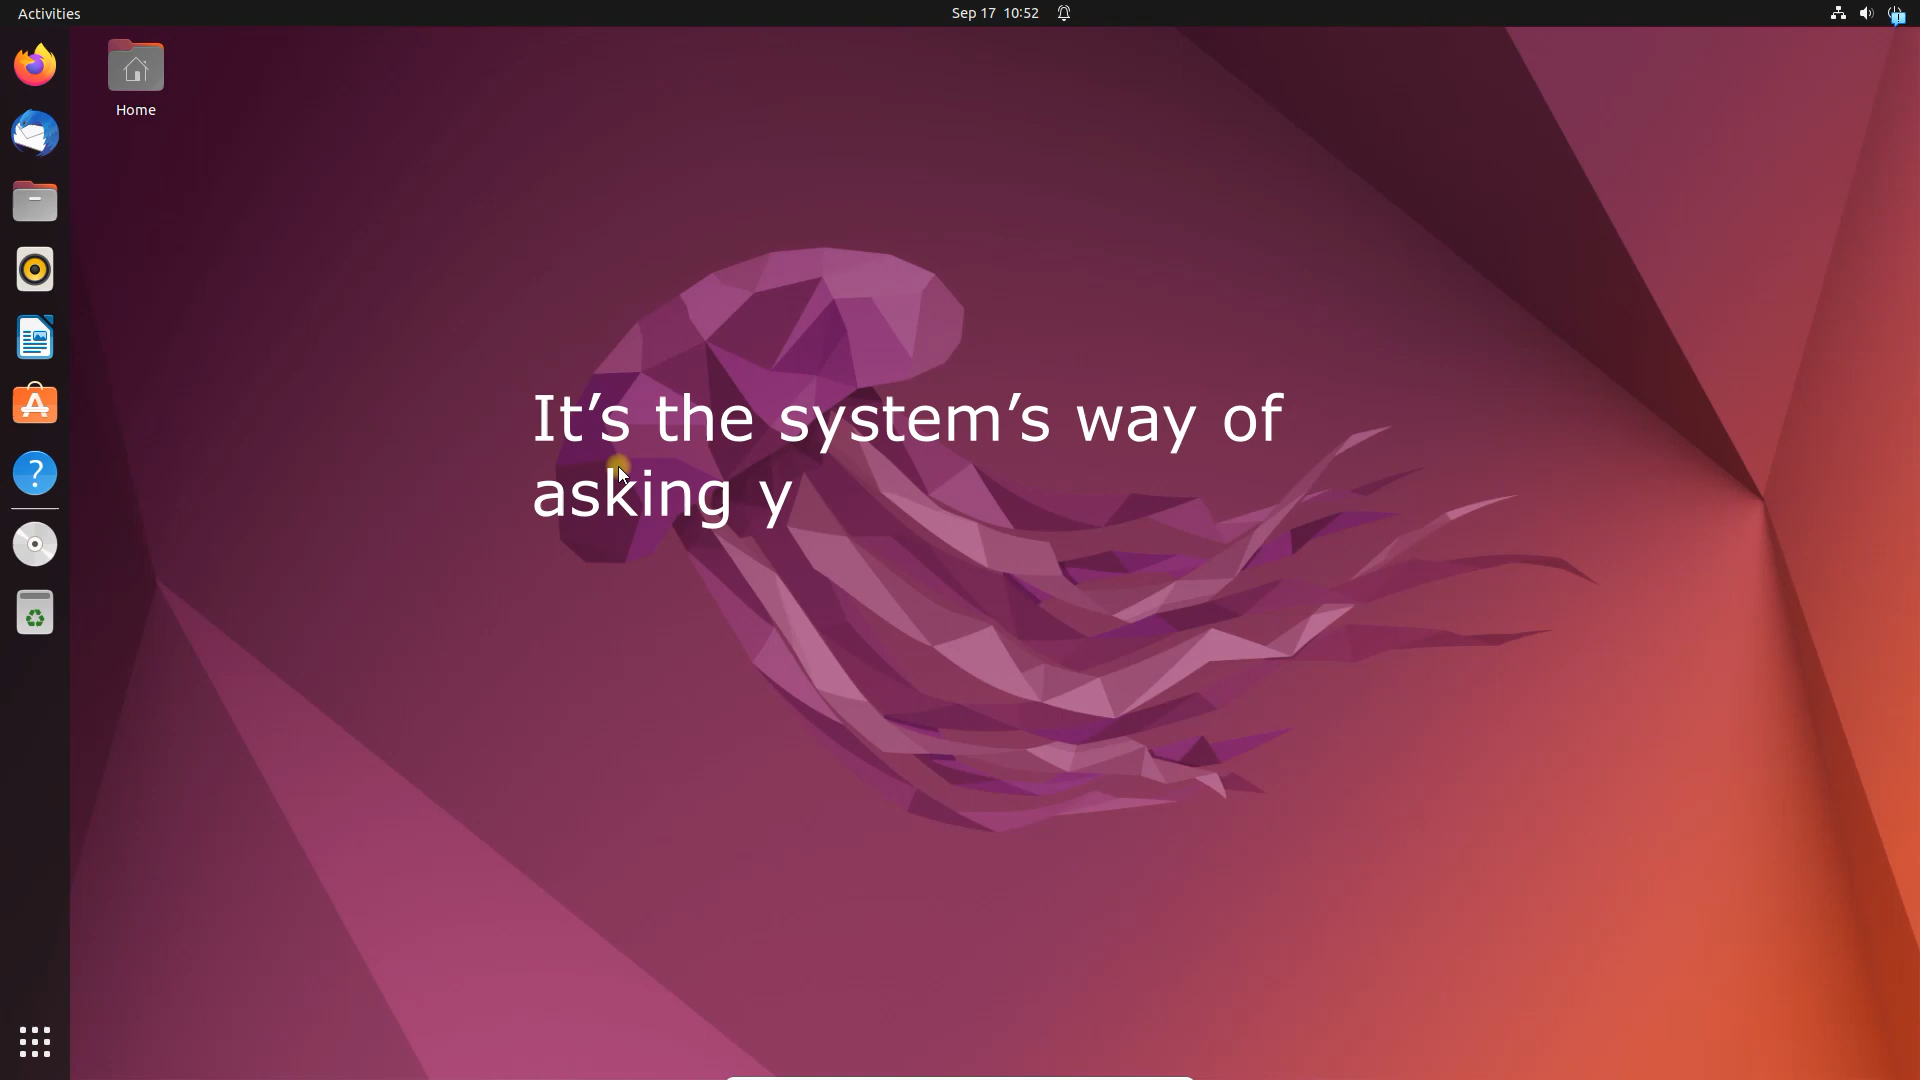 Activities
Sep 17 10:52
Home
It’s the system’s way of
asking y